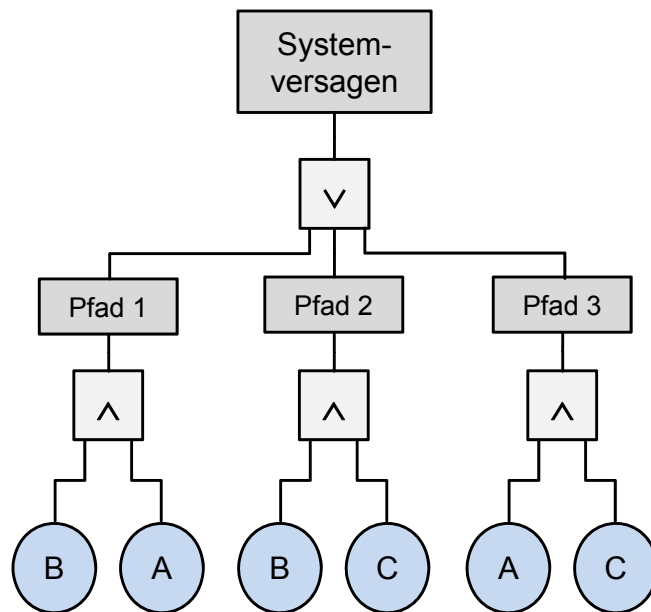 System-
versagen
∨
Pfad 1
Pfad 2
Pfad 3
∧
∧
∧
B
A
B
C
A
C